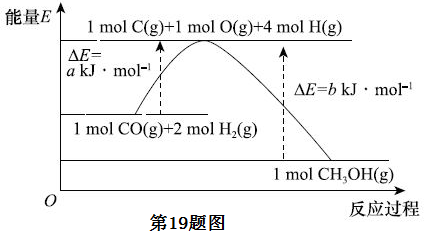 能量E
1 mol C(g)+1 mol O(g)+4 mol H(g)
ΔE=
a kJ·mol⁻¹
ΔE=b kJ·mol⁻¹
1 mol CO(g)+2 mol H₂(g)
1 mol CH₃OH(g)
O
反应过程
第19题图